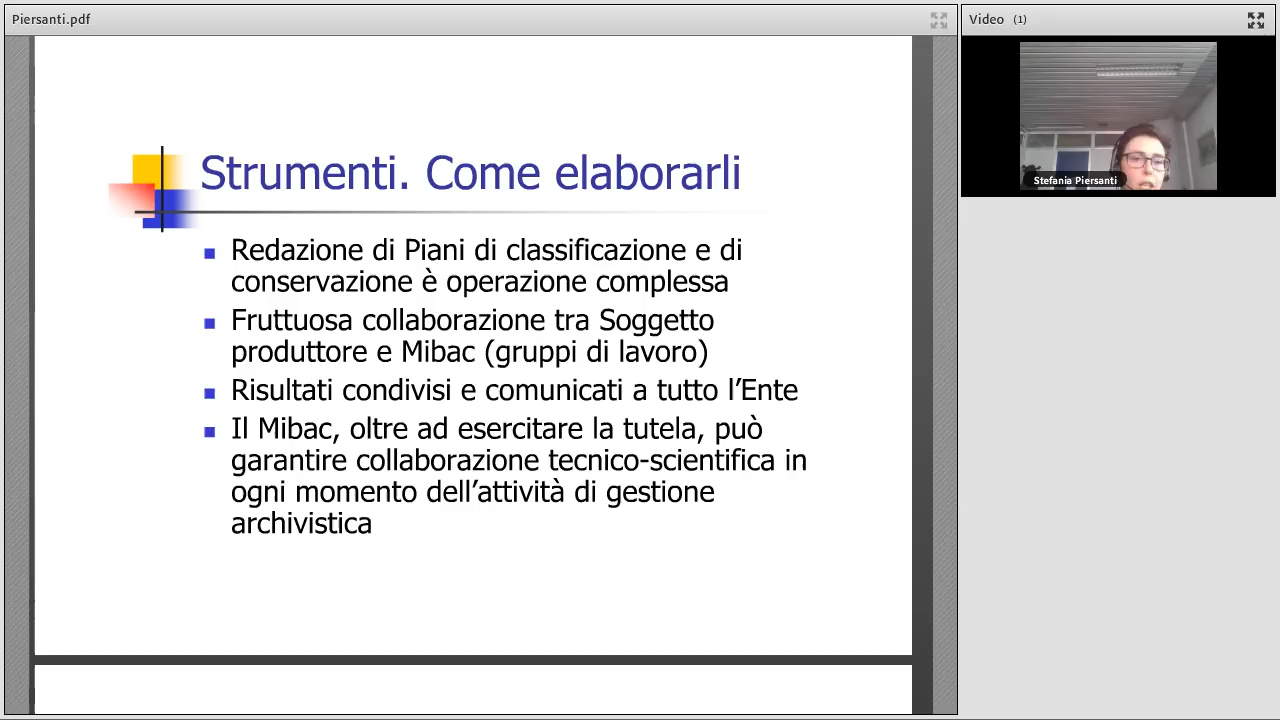 Piersanti.pdf
Video (1)
Stefania Piersanti
Strumenti. Come elaborarli
Redazione di Piani di classificazione e di
conservazione è operazione complessa
Fruttuosa collaborazione tra Soggetto
produttore e Mibac (gruppi di lavoro)
Risultati condivisi e comunicati a tutto l’Ente
Il Mibac, oltre ad esercitare la tutela, può
garantire collaborazione tecnico-scientifica in
ogni momento dell’attività di gestione
archivistica